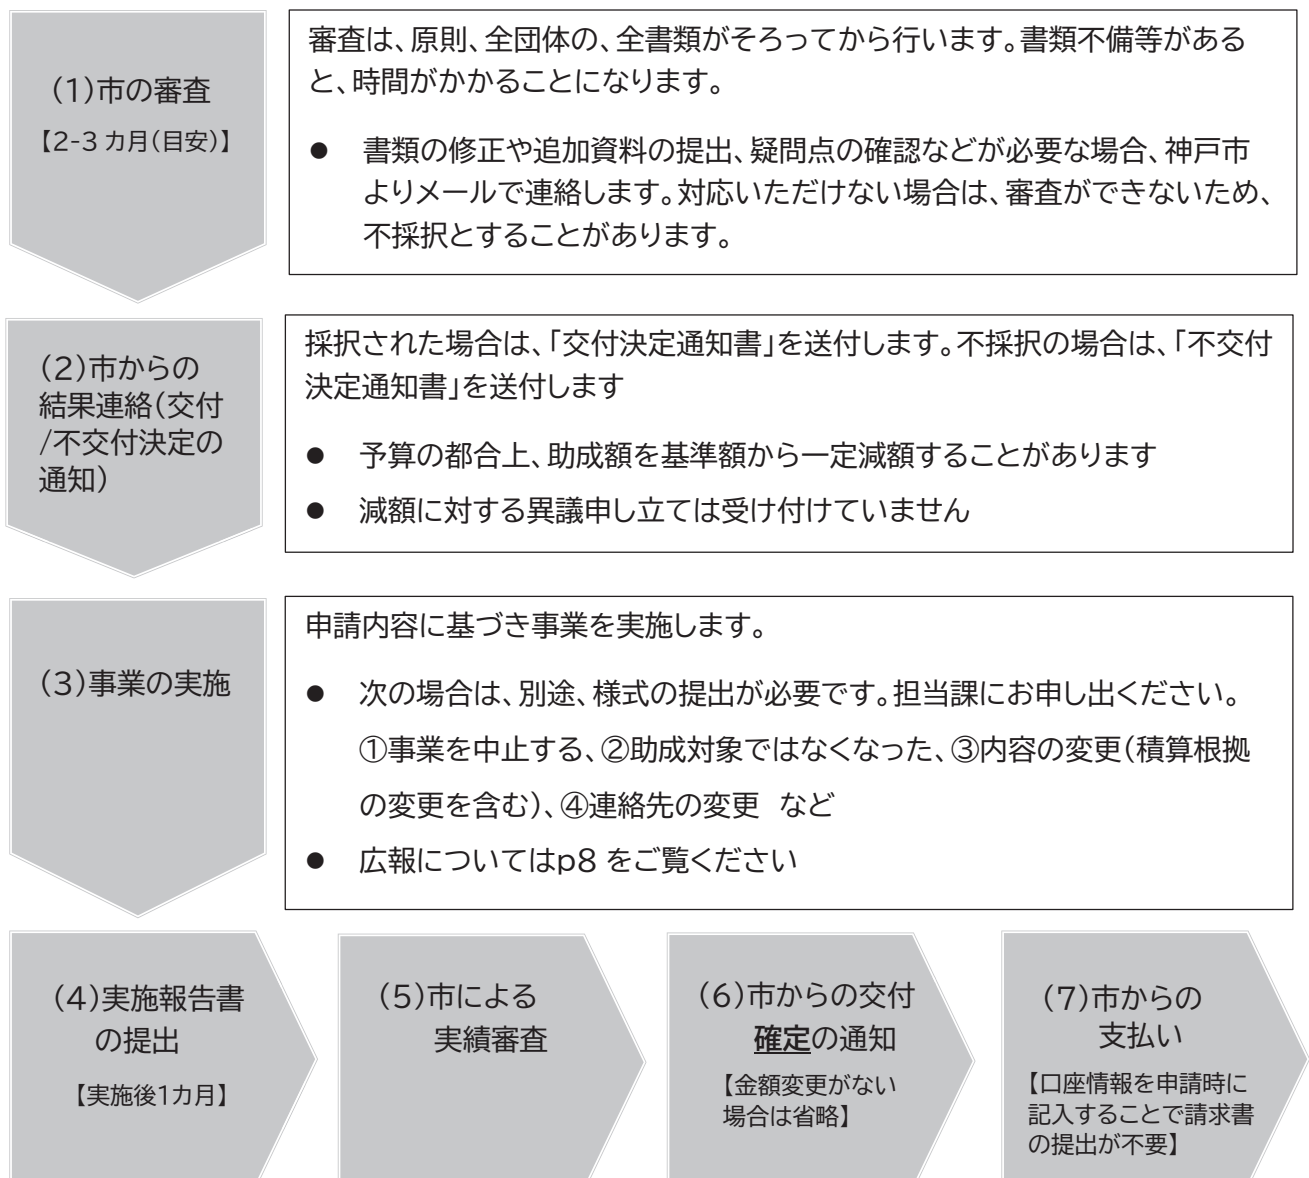 (1)市の審査
【2-3 カ月(目安)】
審査は、原則、全団体の、全書類がそろってから行います。書類不備等がある
と、時間がかかることになります。
● 書類の修正や追加資料の提出、疑問点の確認などが必要な場合、神戸市
よりメールで連絡します。対応いただけない場合は、審査ができないため、
不採択とすることがあります。
(2)市からの
結果連絡(交付
/不交付決定の
通知)
採択された場合は、「交付決定通知書」を送付します。不採択の場合は、「不交付
決定通知書」を送付します
● 予算の都合上、助成額を基準額から一定減額することがあります
● 減額に対する異議申し立ては受け付けていません
(3)事業の実施
申請内容に基づき事業を実施します。
● 次の場合は、別途、様式の提出が必要です。担当課にお申し出ください。
①事業を中止する、②助成対象ではなくなった、③内容の変更(積算根拠
の変更を含む)、④連絡先の変更 など
● 広報についてはp8 をご覧ください
(4)実施報告書
の提出
【実施後1カ月】
(5)市による
実績審査
(6)市からの交付
確定の通知
【金額変更がない
場合は省略】
(7)市からの
支払い
【口座情報を申請時に
記入することで請求書
の提出が不要】